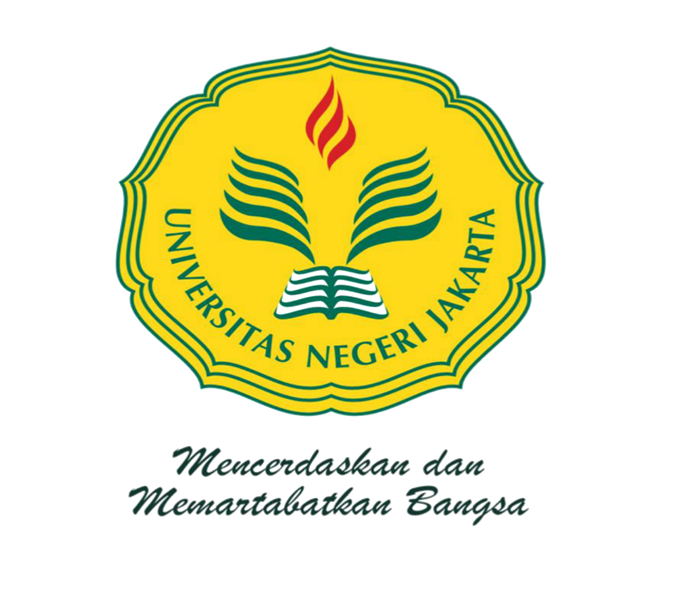 UNIVERSITAS NEGERI JAKARTA
Mencerdaskan dan
Memartabatkan Bangsa